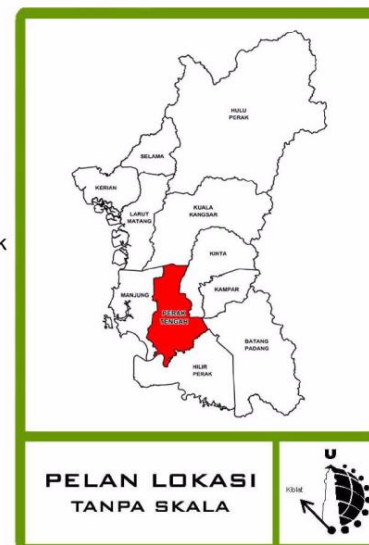 HULU
PERAK
SELAMA
KERIAN
LARUT
MATANG
KUALA
KANGSAR
KINTA
KAMPAR
MANJUNG
PERAK
TENGAH
BATANG
PADANG
HILIR
PERAK
k
PELAN LOKASI
TANPA SKALA
U
Kiblat